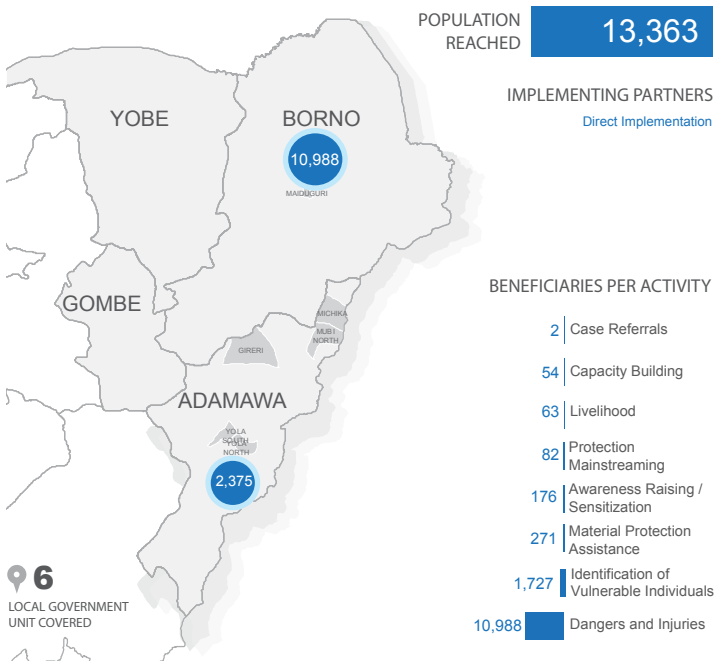 POPULATION
REACHED
13,363
IMPLEMENTING PARTNERS
Direct Implementation
YOBE
BORNO
10,988
MAIDUGURI
GOMBE
MICHIKA
MUBI
NORTH
GIRERI
ADAMAWA
YOLA
SOUTH
YOLA
NORTH
2,375
6
LOCAL GOVERNMENT
UNIT COVERED
BENEFICIARIES PER ACTIVITY
2 Case Referrals
54 Capacity Building
63 Livelihood
82 Protection
Mainstreaming
176 Awareness Raising /
Sensitization
271 Material Protection
Assistance
1,727 Identification of
Vulnerable Individuals
10,988 Dangers and Injuries